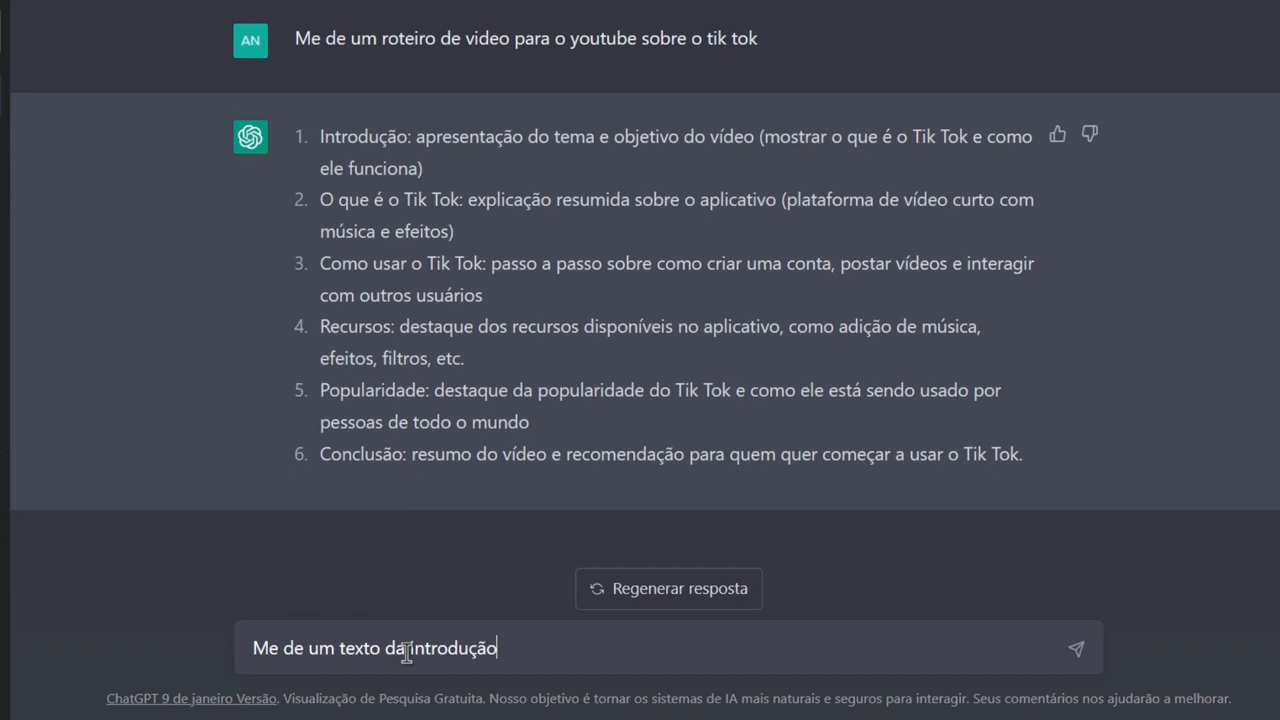 AN
Me de um roteiro de video para o youtube sobre o tik tok
1. Introdução: apresentação do tema e objetivo do vídeo (mostrar o que é o Tik Tok e como
ele funciona)
2. O que é o Tik Tok: explicação resumida sobre o aplicativo (plataforma de vídeo curto com
música e efeitos)
3. Como usar o Tik Tok: passo a passo sobre como criar uma conta, postar vídeos e interagir
com outros usuários
4. Recursos: destaque dos recursos disponíveis no aplicativo, como adição de música,
efeitos, filtros, etc.
5. Popularidade: destaque da popularidade do Tik Tok e como ele está sendo usado por
pessoas de todo o mundo
6. Conclusão: resumo do vídeo e recomendação para quem quer começar a usar o Tik Tok.
Regenerar resposta
Me de um texto da introdução
ChatGPT 9 de janeiro Versão. Visualização de Pesquisa Gratuita. Nosso objetivo é tornar os sistemas de IA mais naturais e seguros para interagir. Seus comentários nos ajudarão a melhorar.